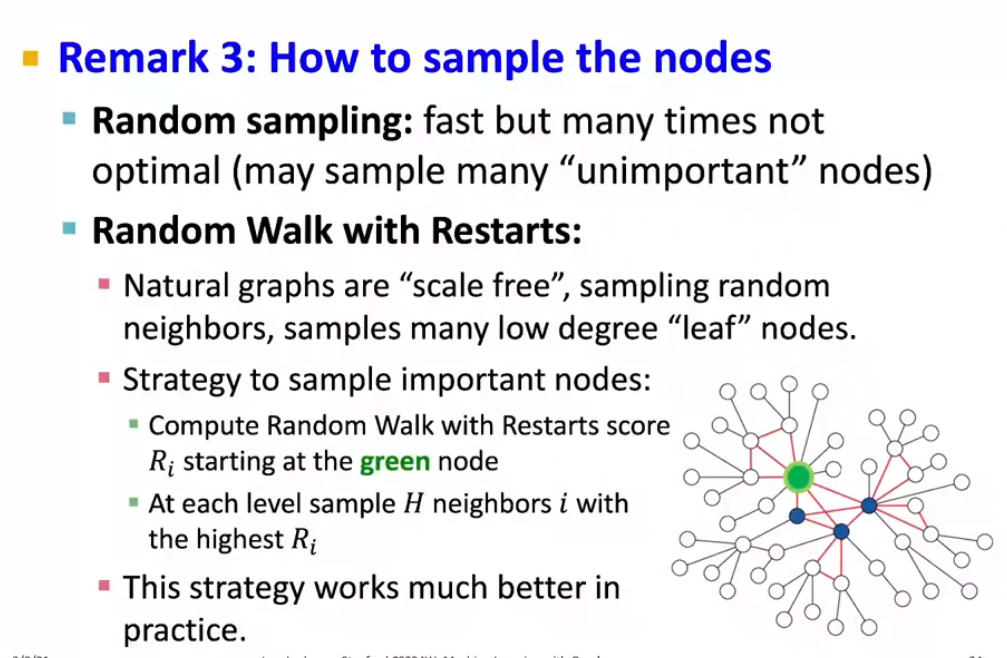 Remark 3: How to sample the nodes
Random sampling: fast but many times not
optimal (may sample many “unimportant” nodes)
Random Walk with Restarts:
Natural graphs are “scale free”, sampling random
neighbors, samples many low degree “leaf” nodes.
Strategy to sample important nodes:
Compute Random Walk with Restarts score
Rᵢ starting at the green node
At each level sample H neighbors i with
the highest Rᵢ
This strategy works much better in
practice.